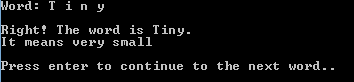 Word: T i n y
Right! The word is Tiny.
It means very small
Press enter to continue to the next word..